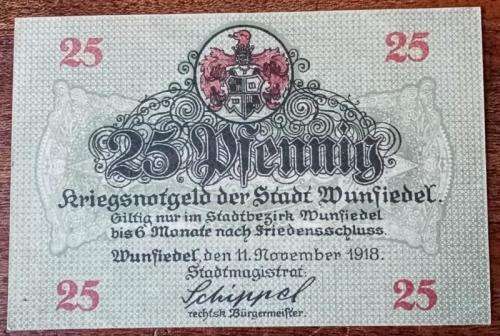 25 25
25 Pfennig
Kriegsnotgeld der Stadt Wunsiedel.
Giltig nur im Stadtbezirk Wunsiedel
bis 6 Monate nach Friedensschluss.
Wunsiedel, den 11. November 1918.
Stadtmagistrat:
Schippel
rechtsk. Bürgermeister.
25 25